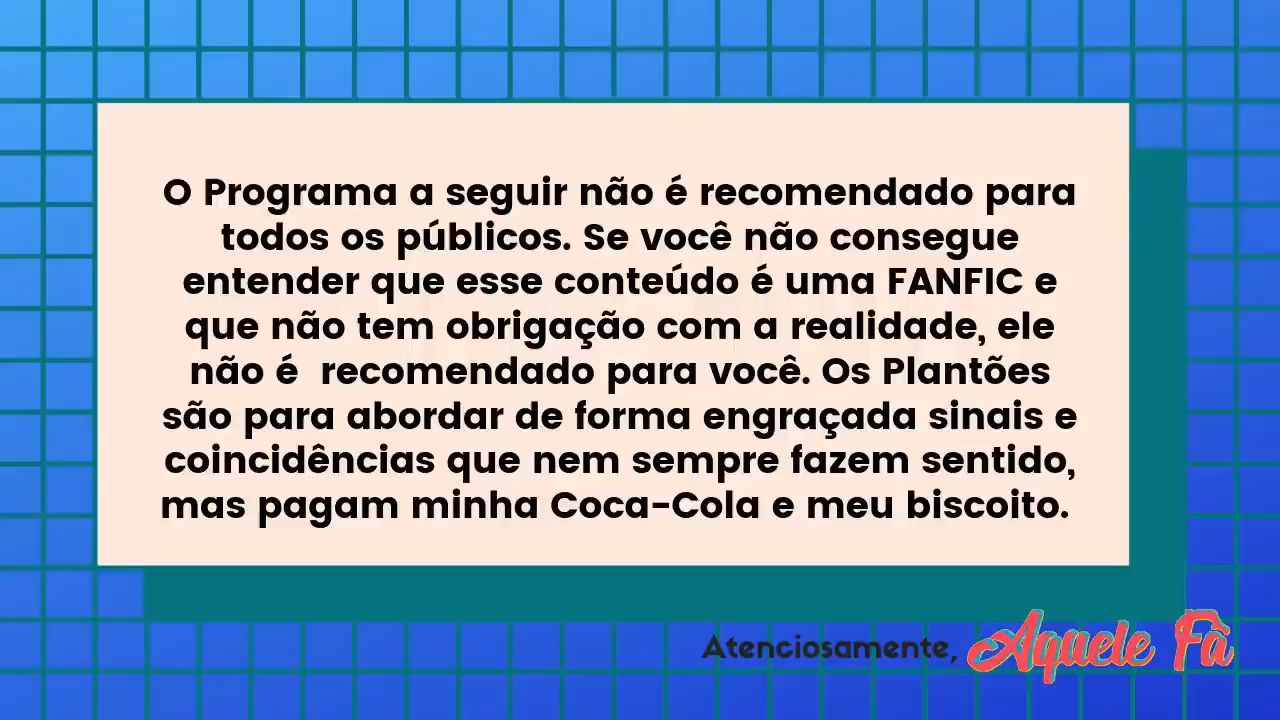 O Programa a seguir não é recomendado para
todos os públicos. Se você não consegue
entender que esse conteúdo é uma FANFIC e
que não tem obrigação com a realidade, ele
não é  recomendado para você. Os Plantões
são para abordar de forma engraçada sinais e
coincidências que nem sempre fazem sentido,
mas pagam minha Coca-Cola e meu biscoito.
Atenciosamente, Aquele Fã